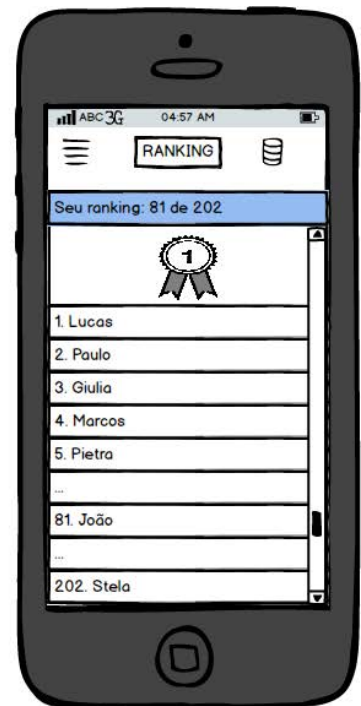 ABC 3G 04:57 AM
RANKING
Seu ranking: 81 de 202
1
1. Lucas
2. Paulo
3. Giulia
4. Marcos
5. Pietra
...
81. João
...
202. Stela